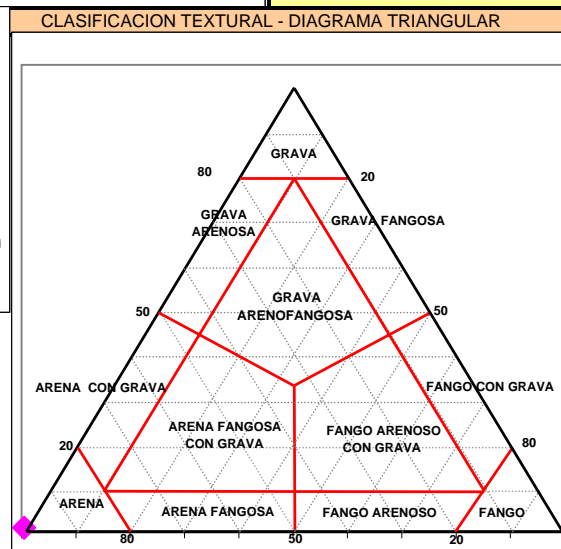 CLASIFICACION TEXTURAL - DIAGRAMA TRIANGULAR
GRAVA
80
20
GRAVA
ARENOSA
GRAVA FANGOSA
GRAVA
ARENOFANGOSA
50
50
ARENA CON GRAVA
FANGO CON GRAVA
ARENA FANGOSA
CON GRAVA
FANGO ARENOSO
CON GRAVA
20
80
ARENA
ARENA FANGOSA
FANGO ARENOSO
FANGO
80
50
20